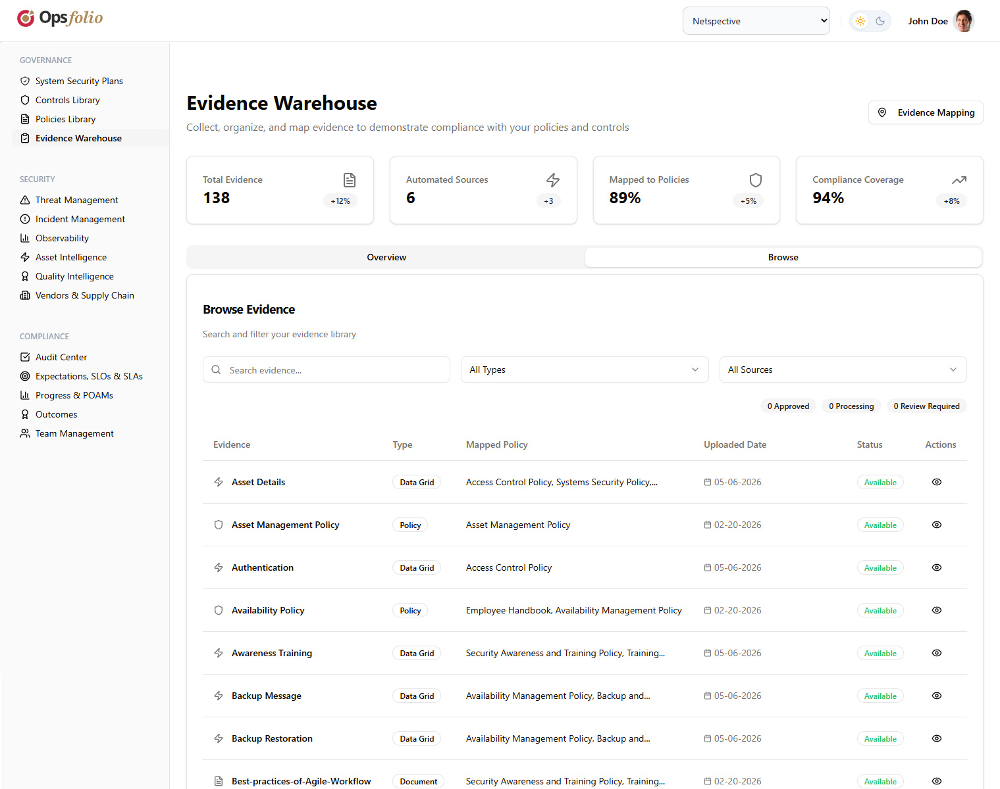 Opsfolio
Netspective
John Doe
GOVERNANCE
System Security Plans
Controls Library
Policies Library
Evidence Warehouse
SECURITY
Threat Management
Incident Management
Observability
Asset Intelligence
Quality Intelligence
Vendors & Supply Chain
COMPLIANCE
Audit Center
Expectations, SLOs & SLAs
Progress & POAMs
Outcomes
Team Management
Evidence Warehouse
Collect, organize, and map evidence to demonstrate compliance with your policies and controls
Evidence Mapping
Total Evidence
138
+12%
Automated Sources
6
+3
Mapped to Policies
89%
+5%
Compliance Coverage
94%
+8%
Overview
Browse
Browse Evidence
Search and filter your evidence library
Search evidence...
All Types
All Sources
0 Approved
0 Processing
0 Review Required
Evidence Type Mapped Policy Uploaded Date Status Actions
Asset Details Data Grid Access Control Policy, Systems Security Policy,... 05-06-2026 Available
Asset Management Policy Policy Asset Management Policy 02-20-2026 Available
Authentication Data Grid Access Control Policy 05-06-2026 Available
Availability Policy Policy Employee Handbook, Availability Management Policy 02-20-2026 Available
Awareness Training Data Grid Security Awareness and Training Policy, Training... 05-06-2026 Available
Backup Message Data Grid Availability Management Policy, Backup and... 05-06-2026 Available
Backup Restoration Data Grid Availability Management Policy, Backup and... 05-06-2026 Available
Best-practices-of-Agile-Workflow Document Security Awareness and Training Policy, Training... 02-20-2026 Available